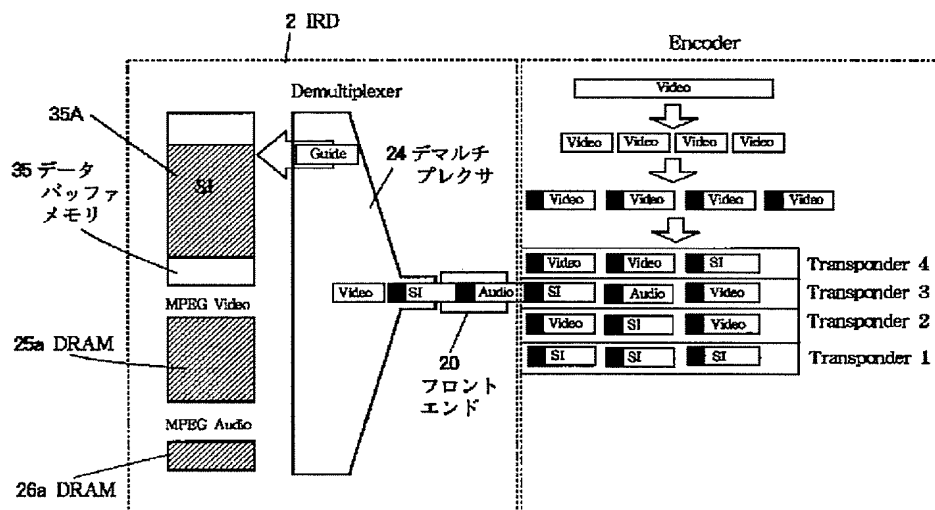 2 IRD
Encoder
Demultiplexer
Video
35A
Guide
24 デマルチ
プレクサ
Video Video Video Video
35 データ
バッファ
メモリ
SI
Video Video Video Video
Video Video SI Transponder 4
Video SI Audio SI Audio Video Transponder 3
MPEG Video
Video SI Video Transponder 2
25a DRAM
20
フロント
エンド
SI SI SI Transponder 1
MPEG Audio
26a DRAM